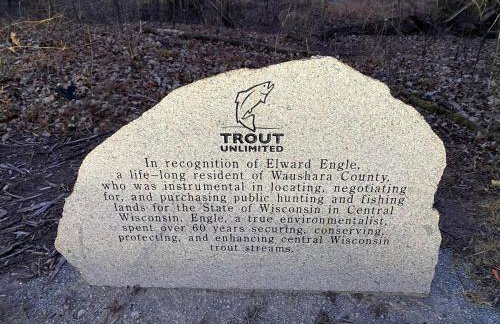 TROUT
UNLIMITED
In recognition of Elward Engle,
a life-long resident of Waushara County,
who was instrumental in locating, negotiating
for, and purchasing public hunting and fishing
lands for the State of Wisconsin in Central
Wisconsin. Engle, a true environmentalist,
spent over 60 years securing, conserving,
protecting, and enhancing central Wisconsin
trout streams.